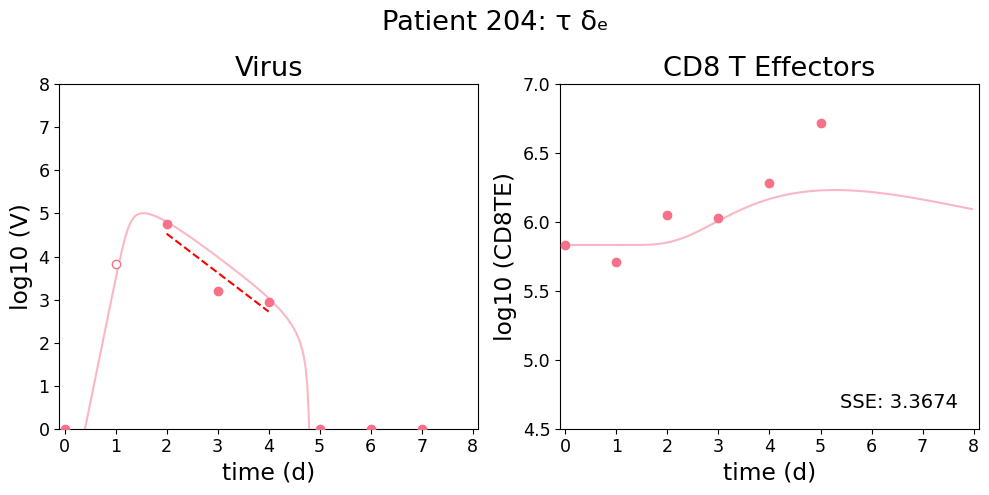 Patient 204: τ δₑ
Virus
CD8 T Effectors
log10 (V)
8
7
6
5
4
3
2
1
0
0 1 2 3 4 5 6 7 8
time (d)
log10 (CD8TE)
7.0
6.5
6.0
5.5
5.0
4.5
SSE: 3.3674
0 1 2 3 4 5 6 7 8
time (d)